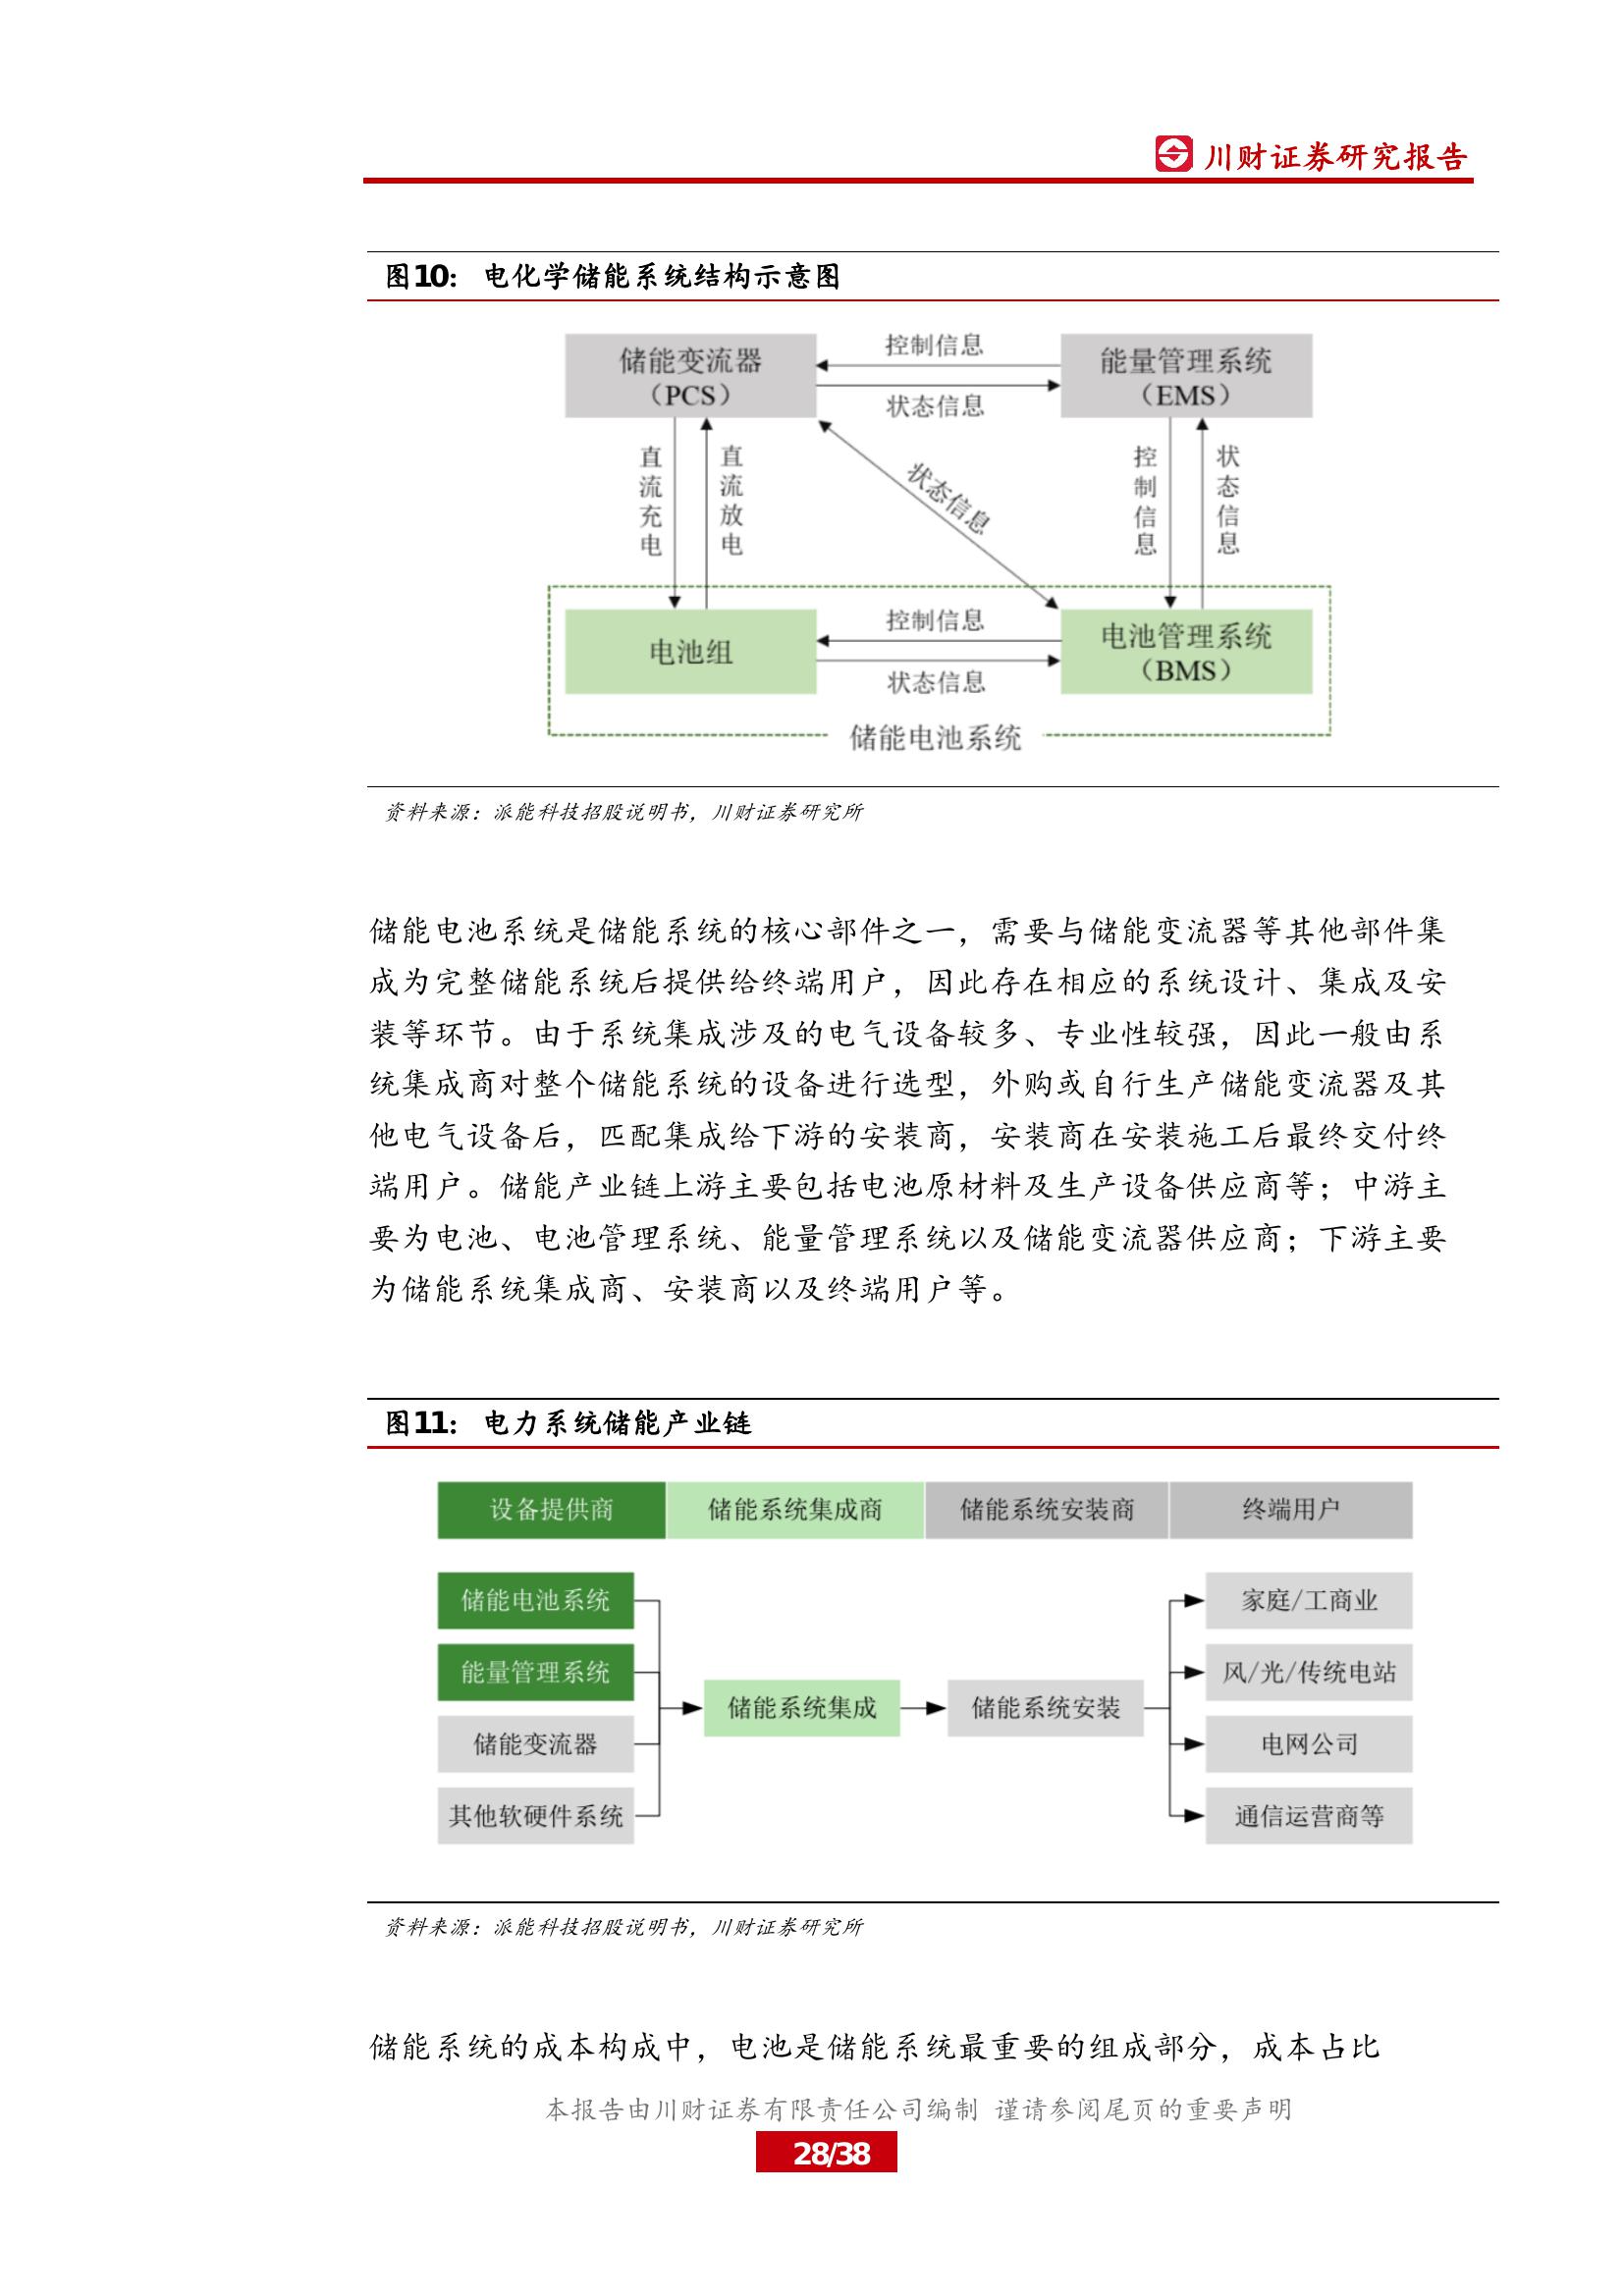 川财证券研究报告
图10： 电化学储能系统结构示意图
储能变流器
（PCS）
控制信息
状态信息
能量管理系统
（EMS）
直流充电
直流放电
状态信息
控制信息
状态信息
电池组
控制信息
状态信息
电池管理系统
（BMS）
储能电池系统
资料来源：派能科技招股说明书，川财证券研究所
储能电池系统是储能系统的核心部件之一，需要与储能变流器等其他部件集
成为完整储能系统后提供给终端用户，因此存在相应的系统设计、集成及安
装等环节。由于系统集成涉及的电气设备较多、专业性较强，因此一般由系
统集成商对整个储能系统的设备进行选型，外购或自行生产储能变流器及其
他电气设备后，匹配集成给下游的安装商，安装商在安装施工后最终交付终
端用户。储能产业链上游主要包括电池原材料及生产设备供应商等；中游主
要为电池、电池管理系统、能量管理系统以及储能变流器供应商；下游主要
为储能系统集成商、安装商以及终端用户等。
图11： 电力系统储能产业链
设备提供商 储能系统集成商 储能系统安装商 终端用户
储能电池系统
能量管理系统
储能变流器
其他软硬件系统
储能系统集成
储能系统安装
家庭/工商业
风/光/传统电站
电网公司
通信运营商等
资料来源：派能科技招股说明书，川财证券研究所
储能系统的成本构成中，电池是储能系统最重要的组成部分，成本占比
本报告由川财证券有限责任公司编制 谨请参阅尾页的重要声明
28/38